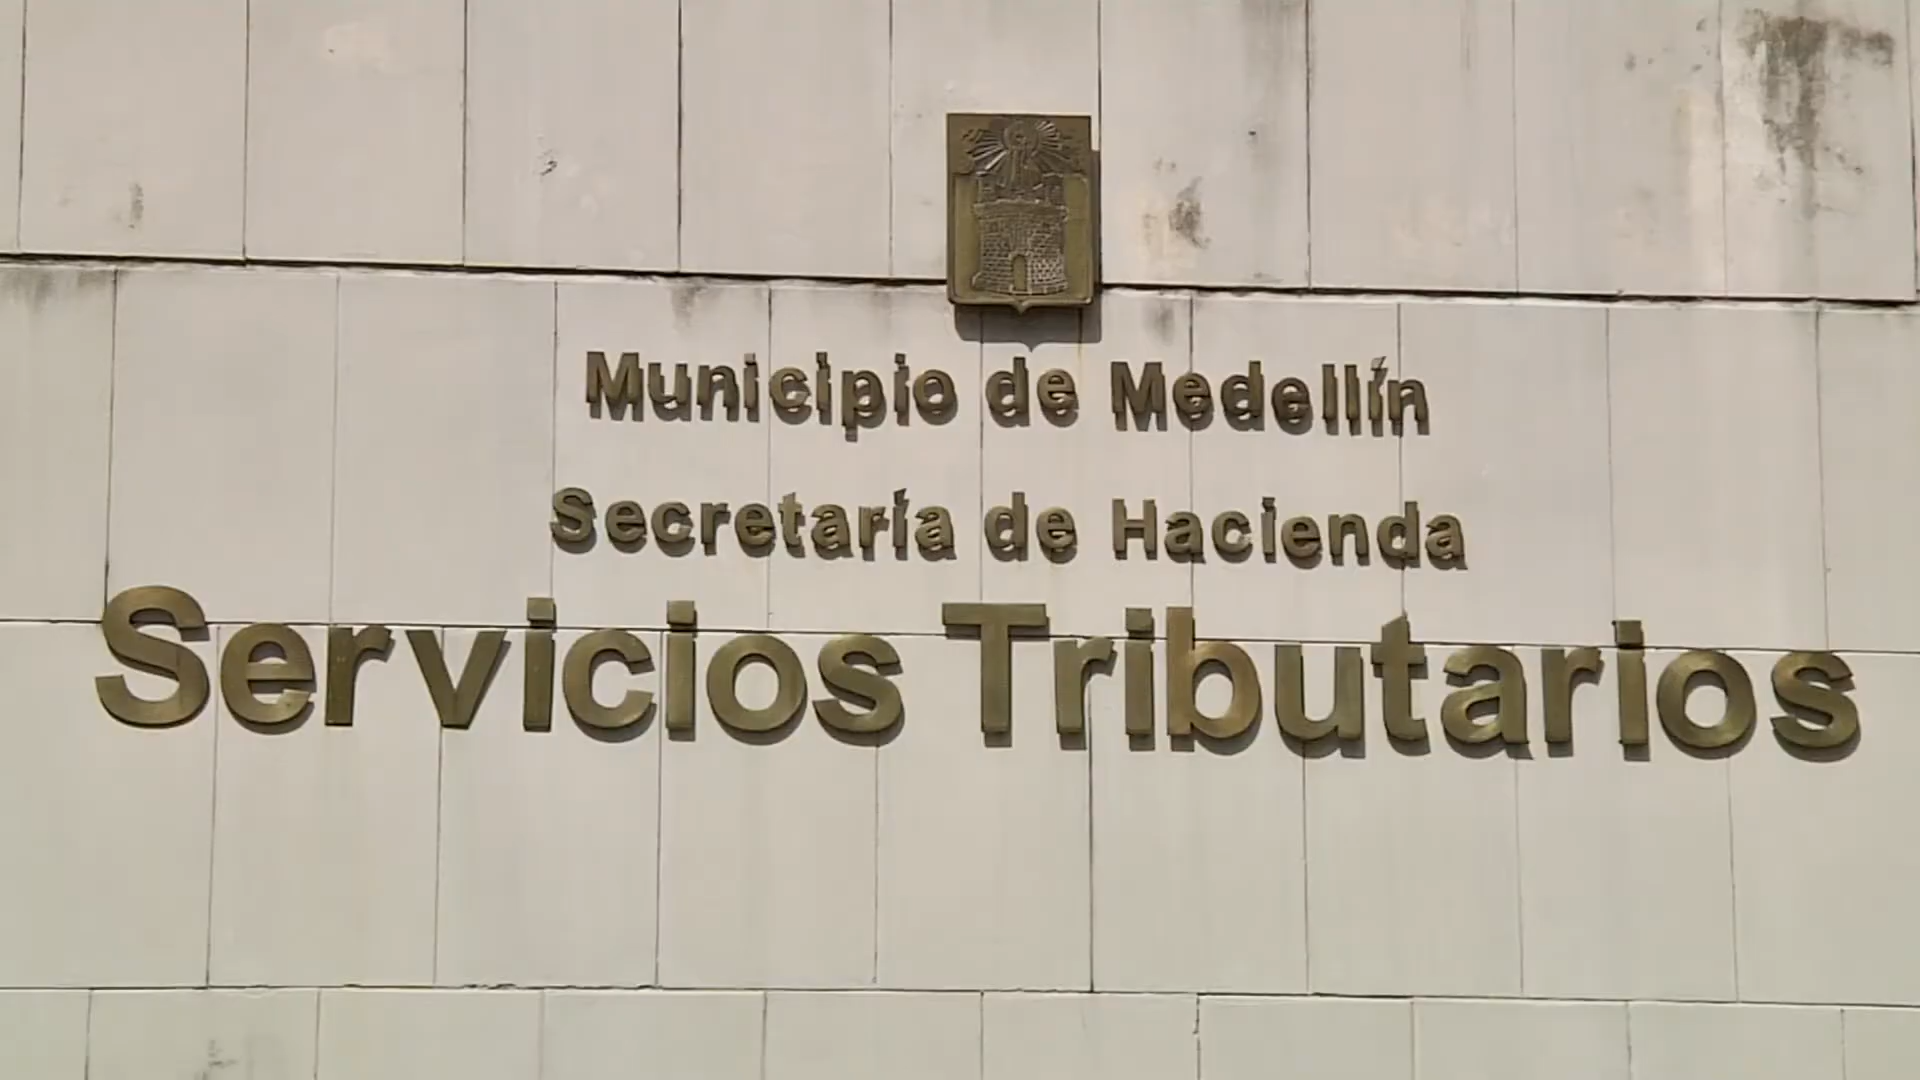 Municipio de Medellín
Secretaría de Hacienda
Servicios Tributarios